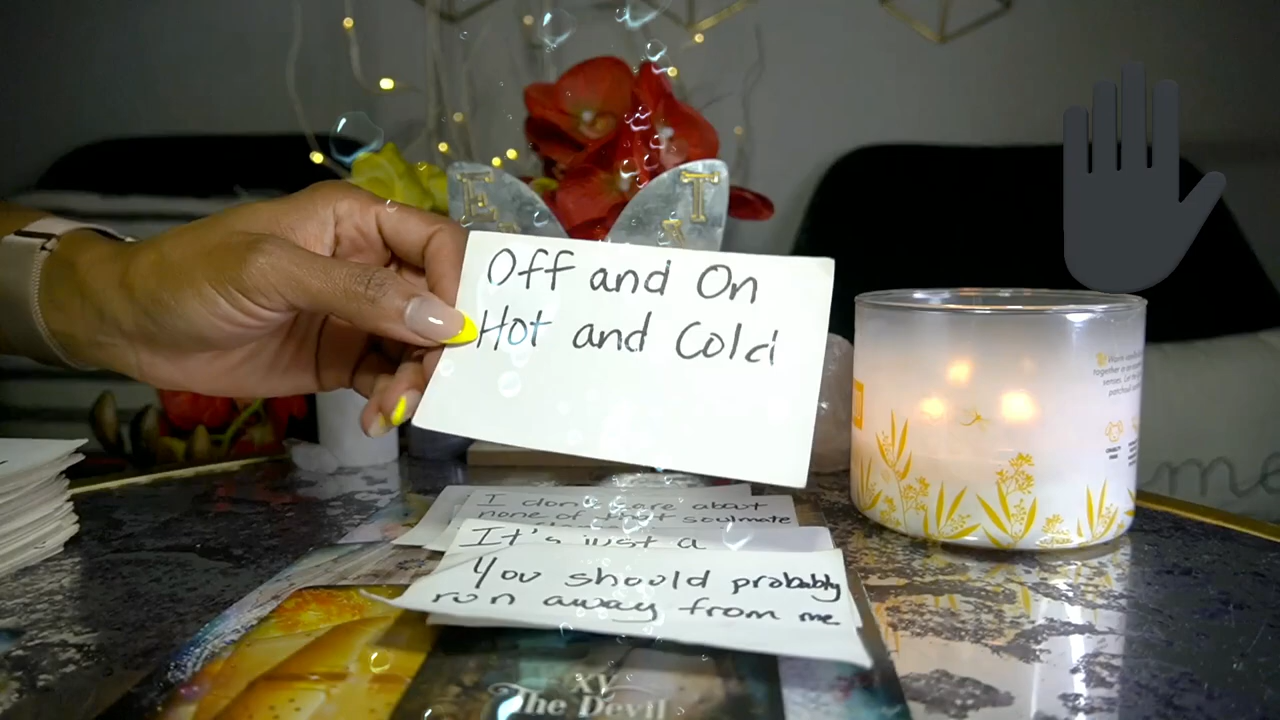 E T
Off and On
Hot and Cold
I don't care about
none of that soulmate
It's just a
You should probably
run away from me
XV
The Devil
me